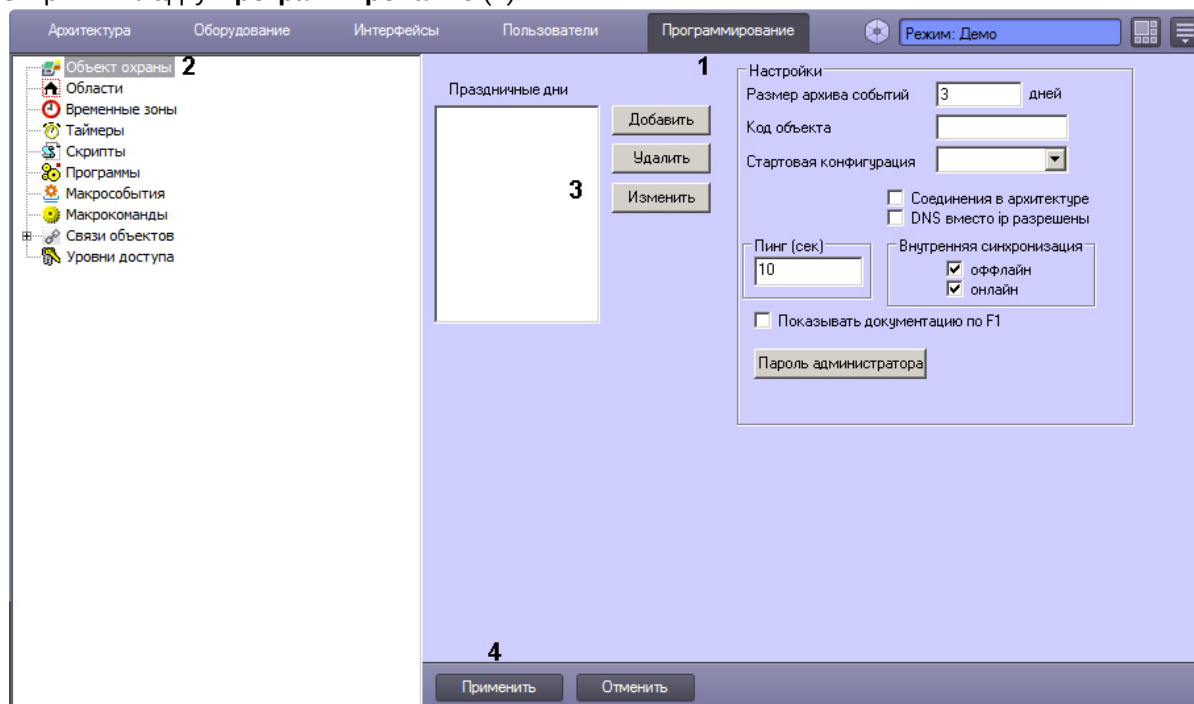 Архитектура Оборудование Интерфейсы Пользователи Программирование Режим: Демо
Объект охраны 2
Области
Временные зоны
Таймеры
Скрипты
Программы
Макрособытия
Макрокоманды
Связи объектов
Уровни доступа
1
Праздничные дни
Добавить
Удалить
3
Изменить
Настройки
Размер архива событий 3 дней
Код объекта
Стартовая конфигурация
Соединения в архитектуре
DNS вместо ip разрешены
Пинг (сек)
10
Внутренняя синхронизация
оффлайн
онлайн
Показывать документацию по F1
Пароль администратора
4
Применить Отменить